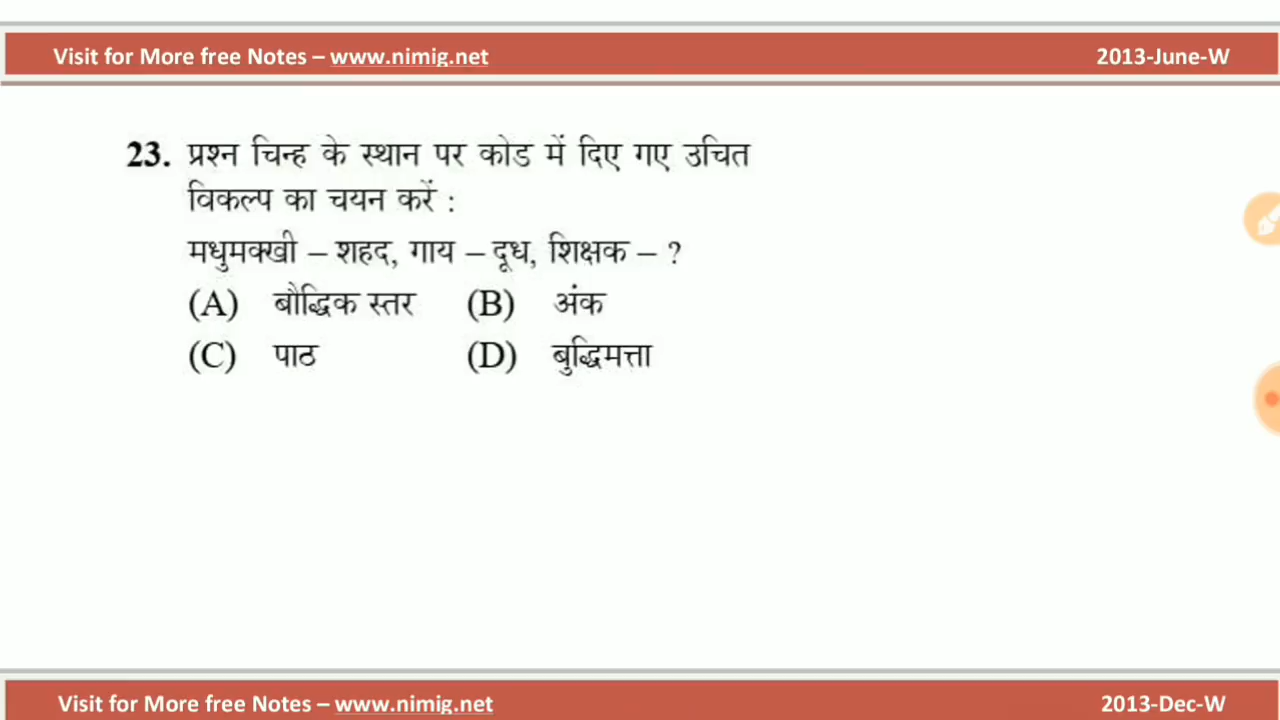 Visit for More free Notes – www.nimig.net 2013-June-W
23. प्रश्न चिन्ह के स्थान पर कोड में दिए गए उचित
विकल्प का चयन करें :
मधुमक्खी – शहद, गाय – दूध, शिक्षक – ?
(A) बौद्धिक स्तर (B) अंक
(C) पाठ (D) बुद्धिमत्ता
Visit for More free Notes – www.nimig.net 2013-Dec-W